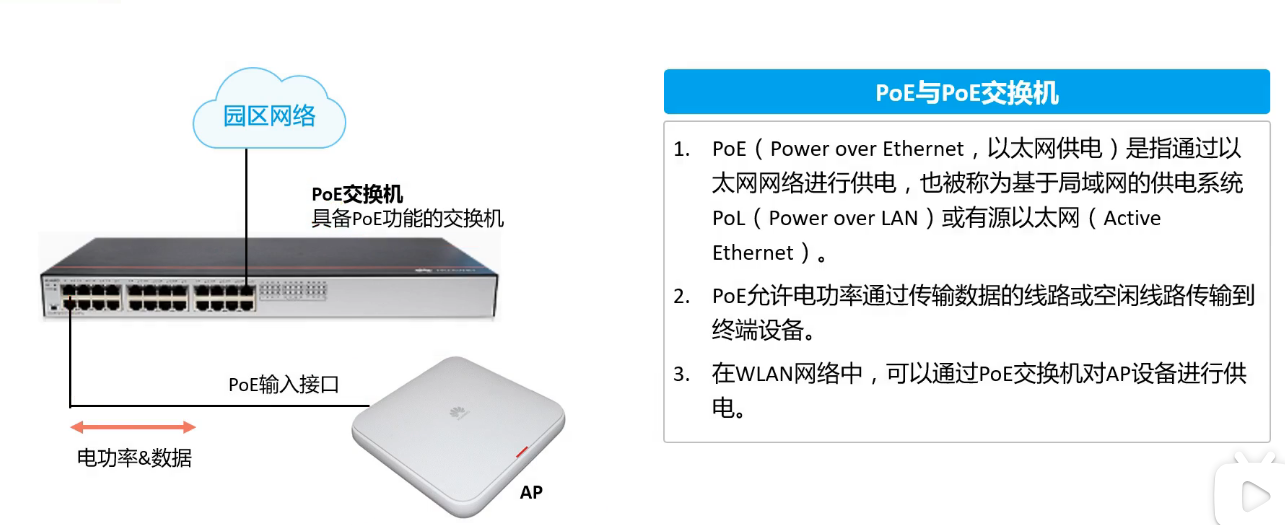 园区网络
PoE交换机
具备PoE功能的交换机
PoE输入接口
电功率&数据
AP
PoE与PoE交换机
1. PoE（Power over Ethernet，以太网供电）是指通过以
太网网络进行供电，也被称为基于局域网的供电系统
PoL（Power over LAN）或有源以太网（Active
Ethernet）。
2. PoE允许电功率通过传输数据的线路或空闲线路传输到
终端设备。
3. 在WLAN网络中，可以通过PoE交换机对AP设备进行供
电。